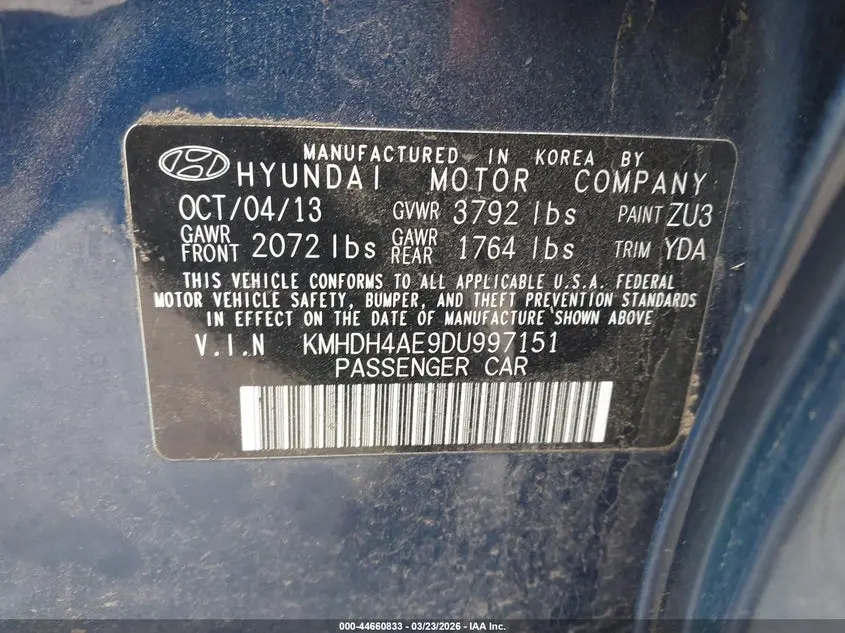 MANUFACTURED IN KOREA BY
HYUNDAI MOTOR COMPANY
OCT/04/13 GVWR 3792 lbs PAINT ZU3
GAWR FRONT 2072 lbs GAWR REAR 1764 lbs TRIM YDA
THIS VEHICLE CONFORMS TO ALL APPLICABLE U.S.A. FEDERAL
MOTOR VEHICLE SAFETY, BUMPER, AND THEFT PREVENTION STANDARDS
IN EFFECT ON THE DATE OF MANUFACTURE SHOWN ABOVE
V.I.N KMHDH4AE9DU997151
PASSENGER CAR
000-44660833 - 03/23/2026 - IAA Inc.